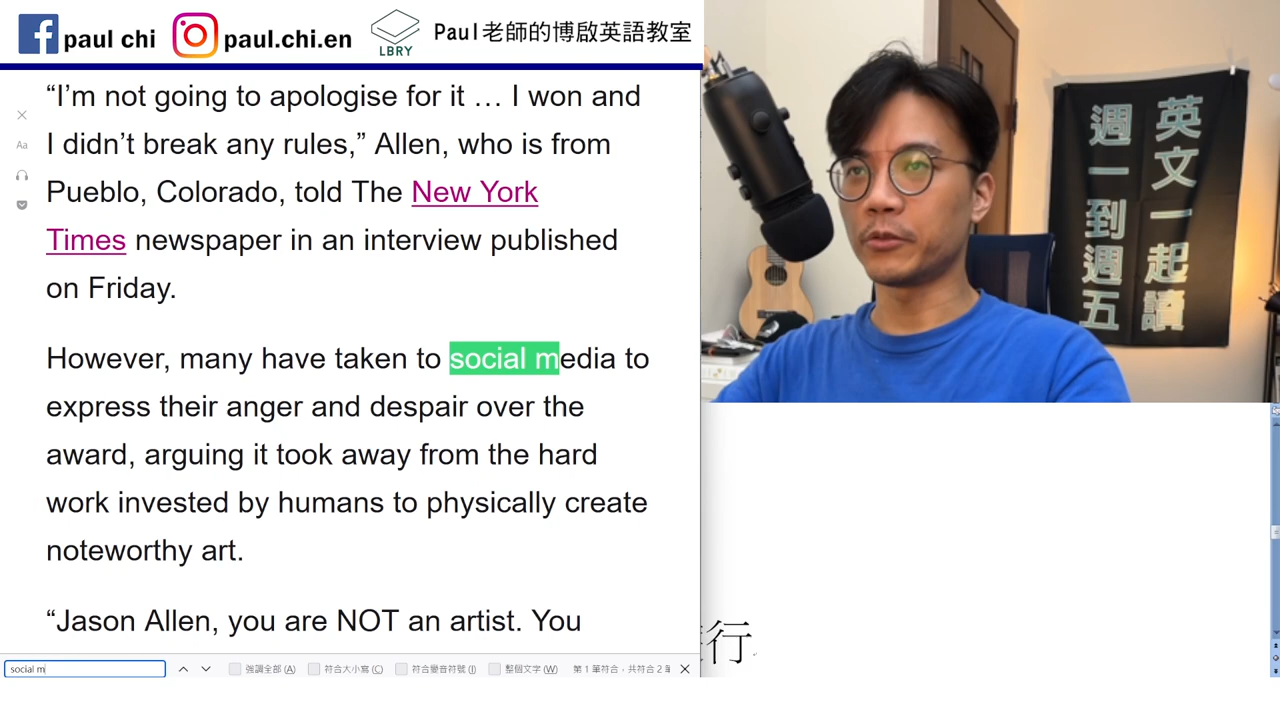 paul chi
paul.chi.en
LBRY
Paul老師的博啟英語教室
“I’m not going to apologise for it … I won and
I didn’t break any rules,” Allen, who is from
Pueblo, Colorado, told The New York
Times newspaper in an interview published
on Friday.
However, many have taken to social media to
express their anger and despair over the
award, arguing it took away from the hard
work invested by humans to physically create
noteworthy art.
“Jason Allen, you are NOT an artist. You
Aa
social m
強調全部 (A)
符合大小寫 (C)
符合變音符號 (I)
整個文字 (W)
第 1 筆符合，共符合 2 筆
英文一起讀
週一到週五
行